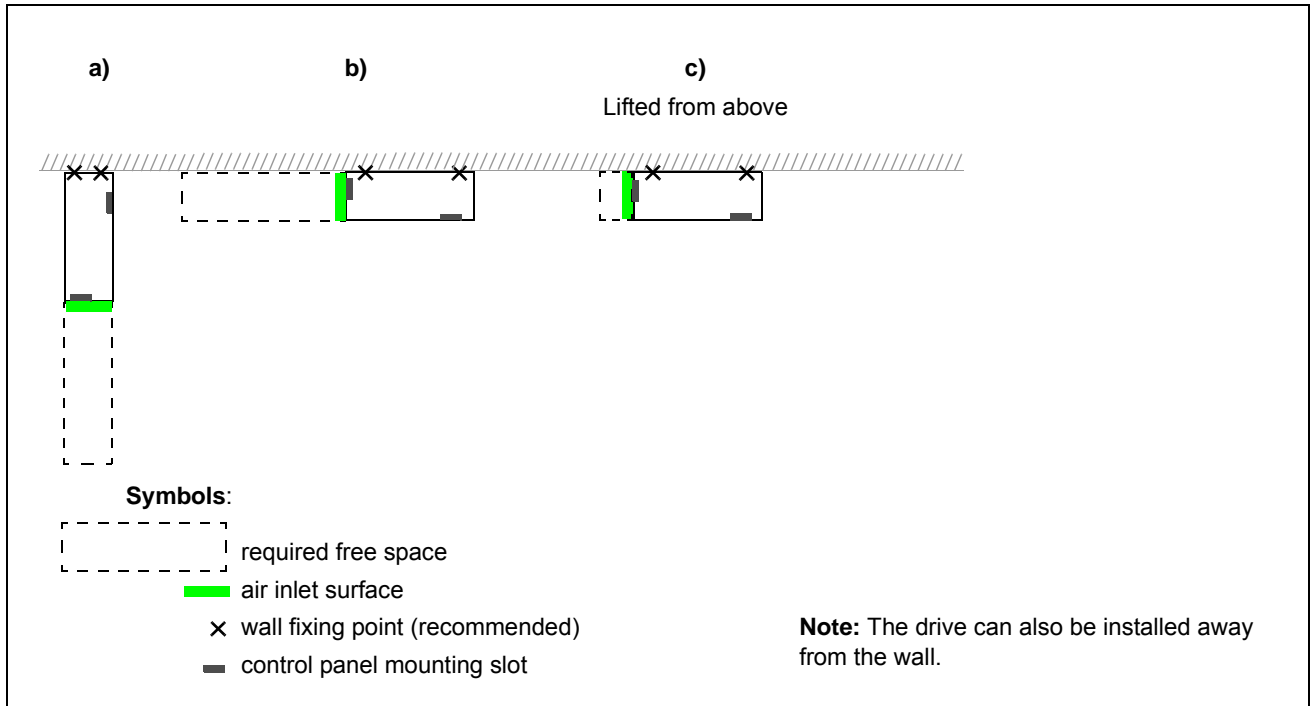 a)
b)
c)
Lifted from above
Symbols:
required free space
air inlet surface
wall fixing point (recommended)
control panel mounting slot
Note: The drive can also be installed away
from the wall.